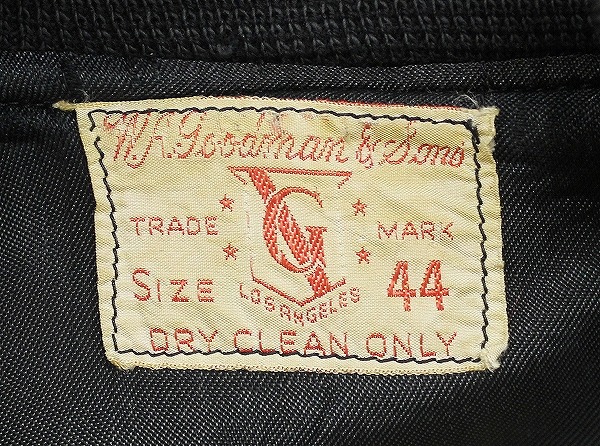 W.A. Goodman & Sons
TRADE MARK
G
SIZE 44
LOS ANGELES
DRY CLEAN ONLY